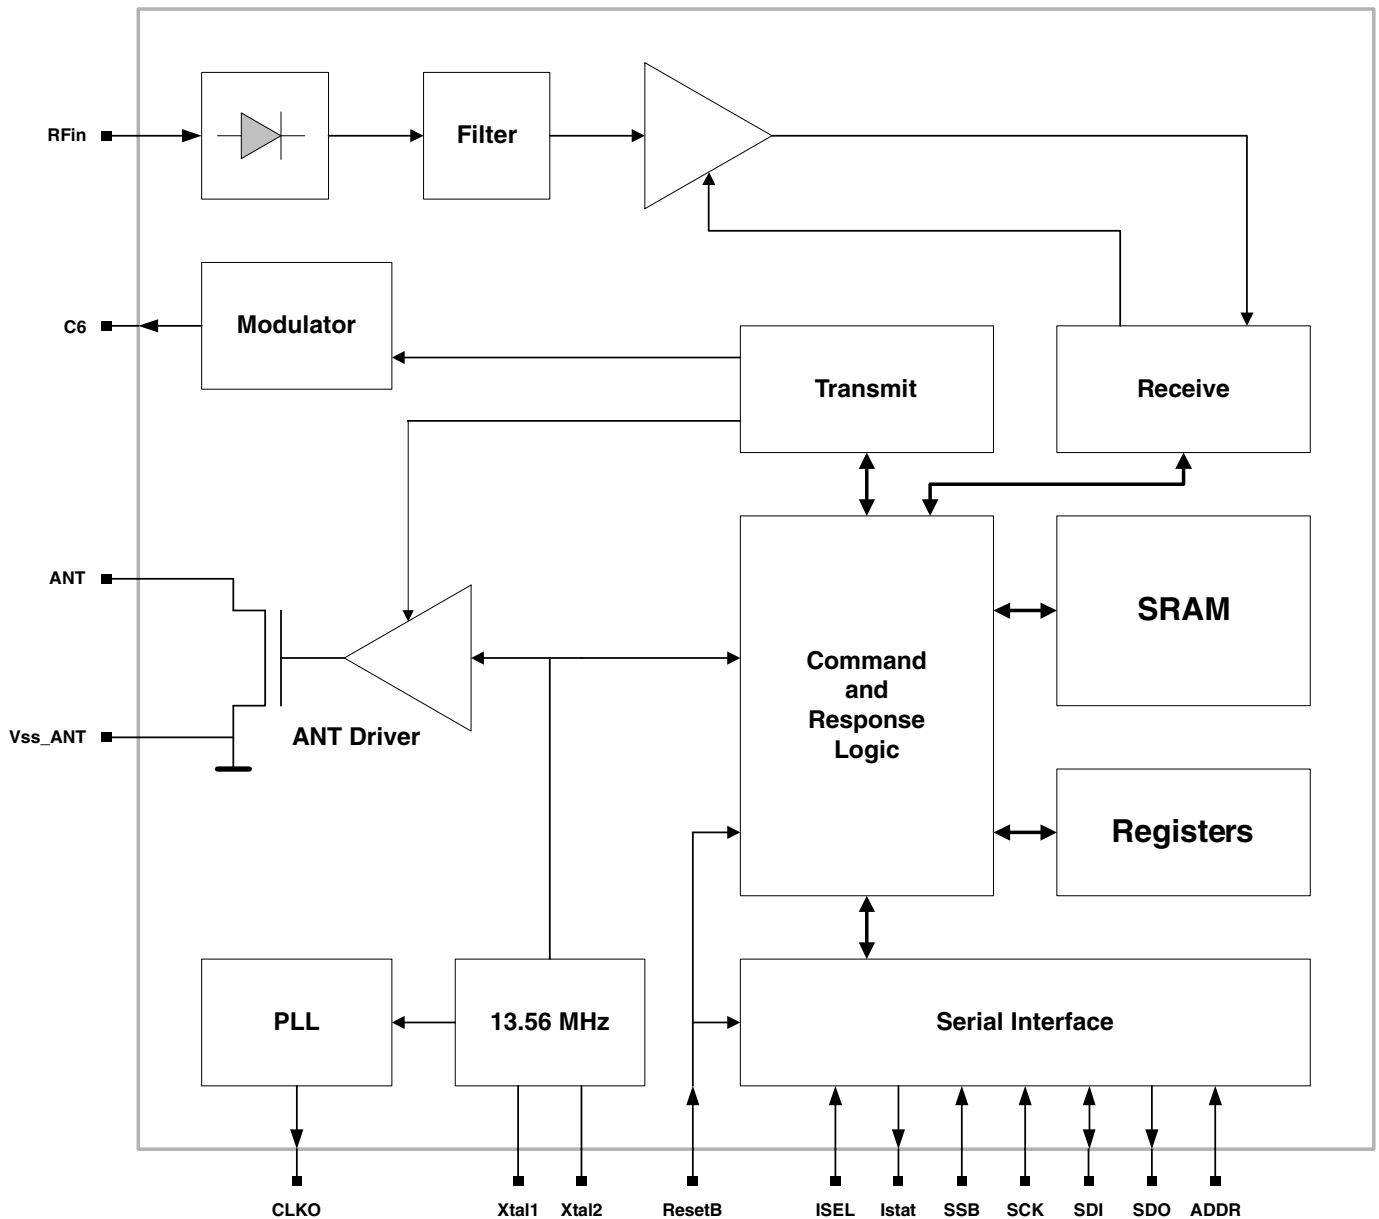 RFin
Filter
C6
Modulator
Transmit
Receive
ANT
SRAM
Command
and
Response
Logic
Vss_ANT
ANT Driver
Registers
PLL
13.56 MHz
Serial Interface
CLKO
Xtal1
Xtal2
ResetB
ISEL
Istat
SSB
SCK
SDI
SDO
ADDR